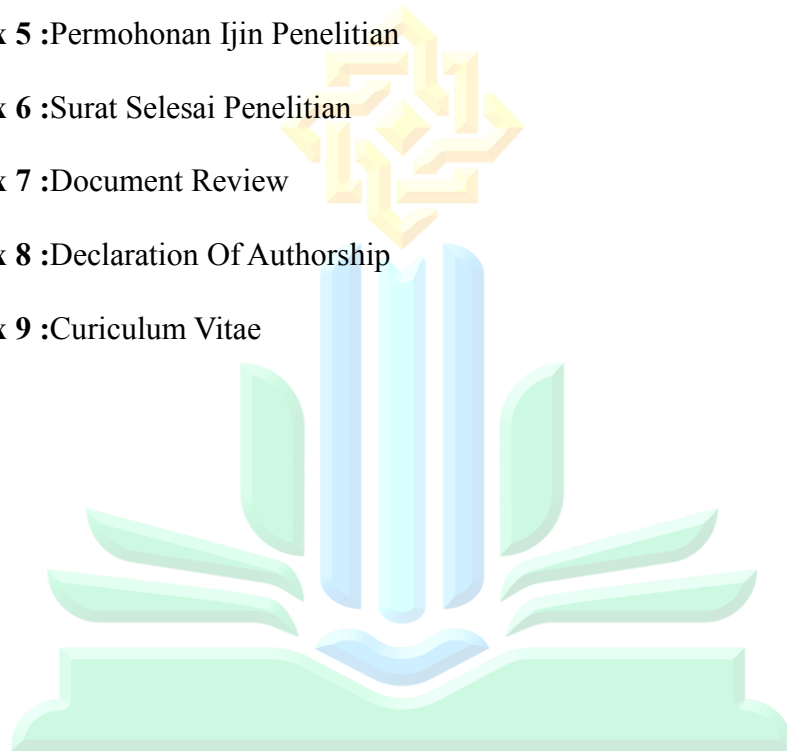 x 5 :Permohonan Ijin Penelitian
x 6 :Surat Selesai Penelitian
x 7 :Document Review
x 8 :Declaration Of Authorship
x 9 :Curiculum Vitae